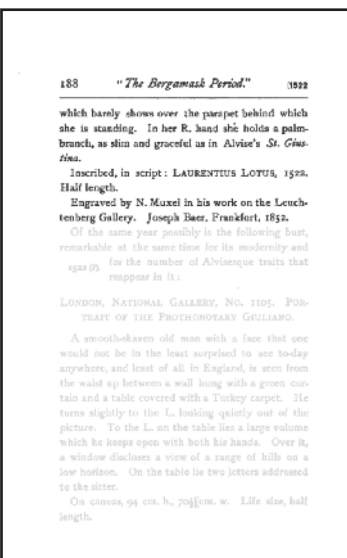 188 "The Bergamask Period." [1522
which barely shows over the parapet behind which
she is standing. In her R. hand she holds a palm-
branch, as slim and graceful as in Alvise's St. Gius-
tina.
Inscribed, in script: LAURENTIUS LOTUS, 1522.
Half length.
Engraved by N. Muxel in his work on the Leuch-
tenberg Gallery. Joseph Baer, Frankfort, 1852.
Of the same year possibly is the following bust,
remarkable at the same time for its modernity and
1522 (?). for the number of Alvisesque traits that
reappear in it:
LONDON, NATIONAL GALLERY, NO. 1105. POR-
TRAIT OF THE PROTHONOTARY GIULIANO.
A smooth-shaven old man with a face that one
would not be in the least surprised to see to-day
anywhere, and least of all in England, is seen from
the waist up between a wall hung with a green cur-
tain and a table covered with a Turkey carpet. He
turns slightly to the L. looking quietly out of the
picture. To the L. on the table lies a large volume
which he keeps open with both his hands. Over it,
a window discloses a view of a range of hills on a
low horizon. On the table lie two letters addressed
to the sitter.
On canvas, 94 cm. h., cm. w. Life size, half
length.